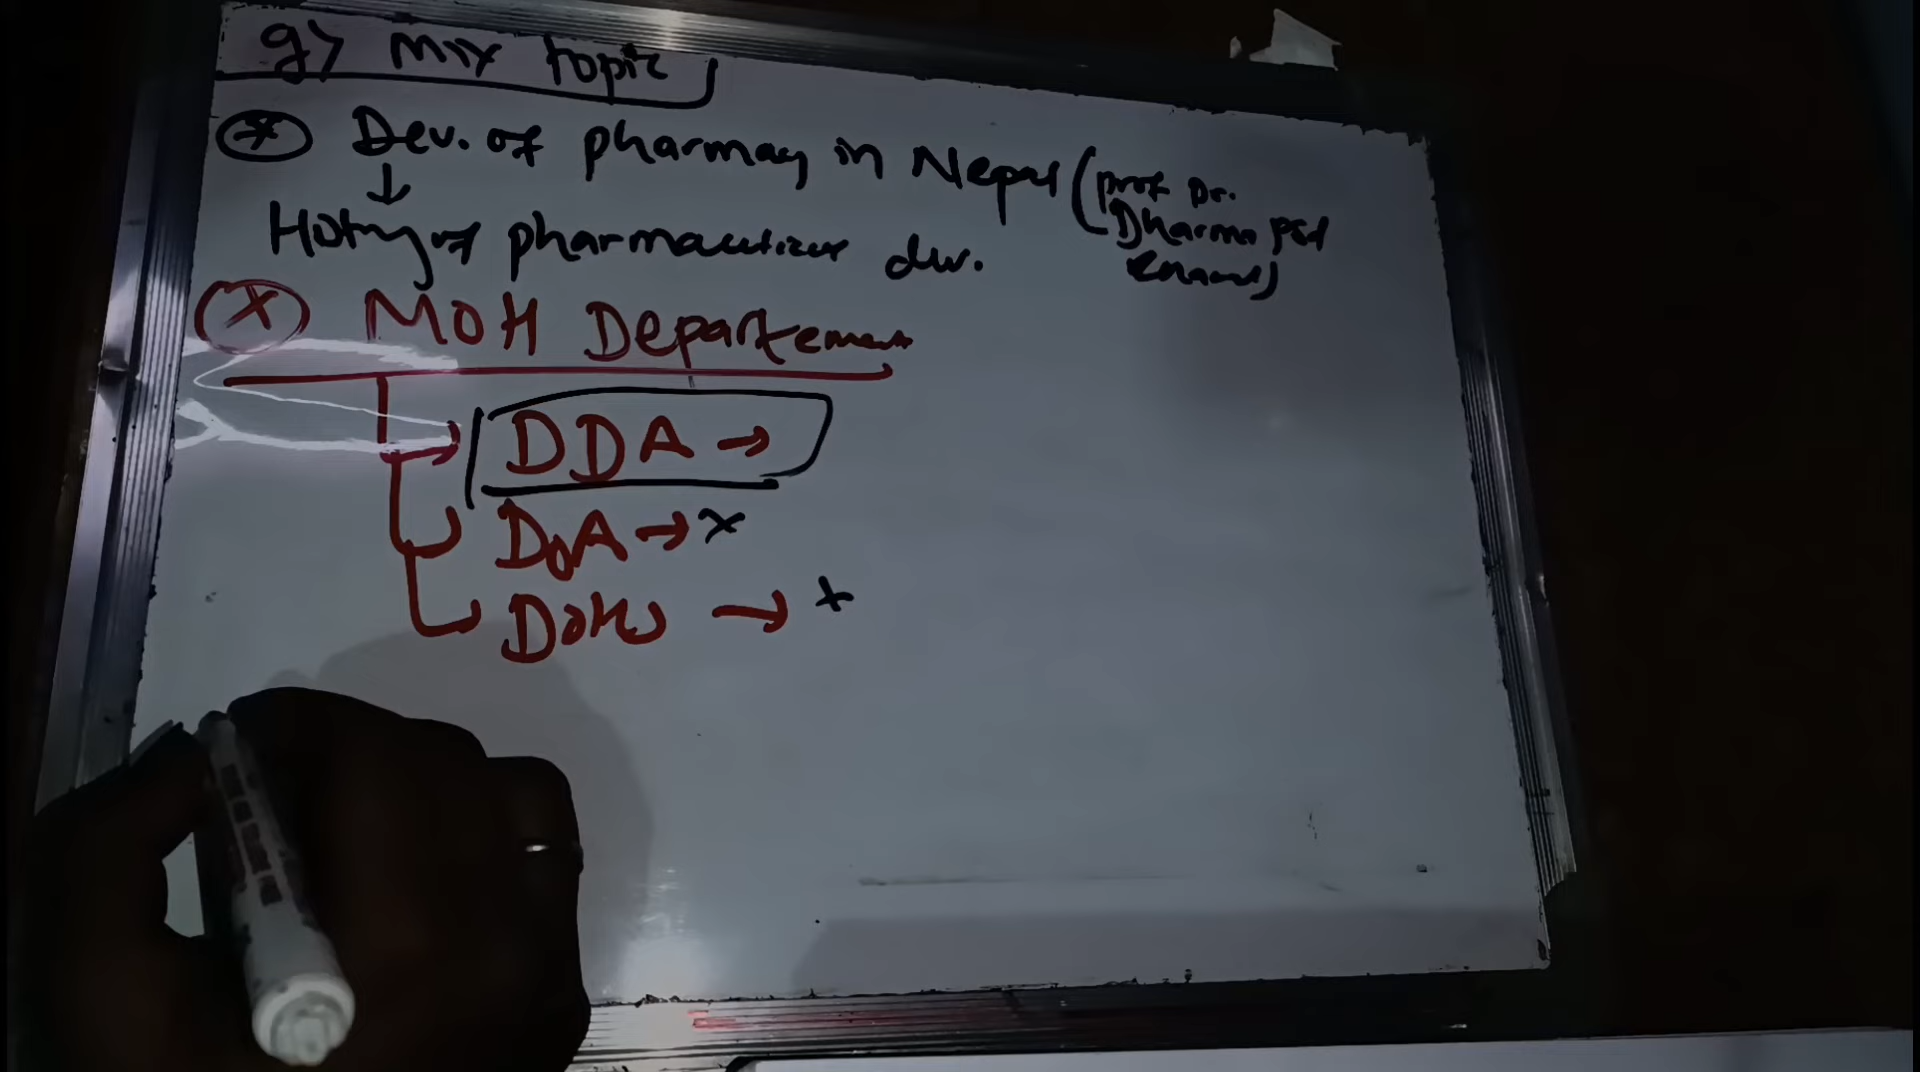 g) mix topic
* Dev. of pharmacy in Nepal (prof Dr.
Dharma psd
↓
History of pharmaceutical dev.
* MOH Departement
DDA →
DOA → x
DOHS → x